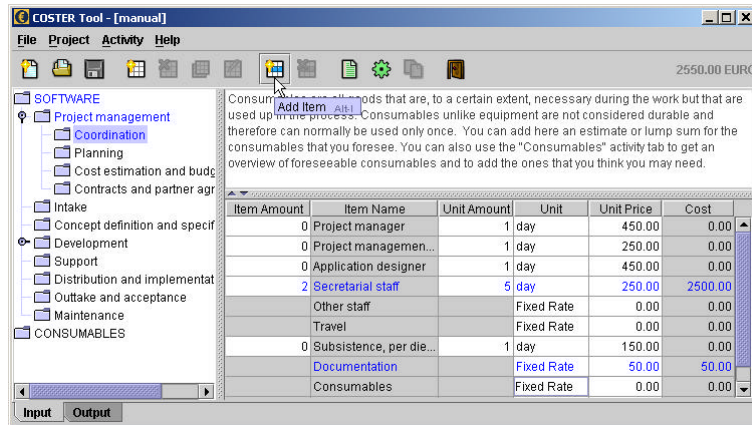 COSTER Tool - [manual]
File Project Activity Help
2550.00 EURO
Add Item Alt-I
SOFTWARE
Project management
Coordination
Planning
Cost estimation and budg
Contracts and partner agr
Intake
Concept definition and specif
Development
Support
Distribution and implementat
Outtake and acceptance
Maintenance
CONSUMABLES
Consumables are all goods that are, to a certain extent, necessary during the work but that are
used up in the process. Consumables unlike equipment are not considered durable and
therefore can normally be used only once. You can add here an estimate or lump sum for the
consumables that you foresee. You can also use the "Consumables" activity tab to get an
overview of foreseeable consumables and to add the ones that you think you may need.
Item Amount Item Name Unit Amount Unit Unit Price Cost
0 Project manager 1 day 450.00 0.00
0 Project managemen... 1 day 250.00 0.00
0 Application designer 1 day 450.00 0.00
2 Secretarial staff 5 day 250.00 2500.00
Other staff Fixed Rate 0.00 0.00
Travel Fixed Rate 0.00 0.00
0 Subsistence, per die... 1 day 150.00 0.00
Documentation Fixed Rate 50.00 50.00
Consumables Fixed Rate 0.00 0.00
Input Output